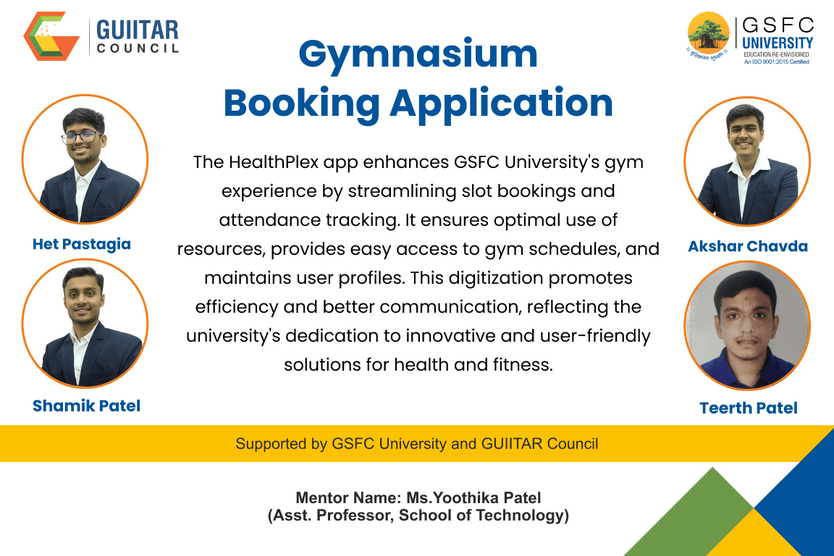 GUIITAR
COUNCIL
GSFC
UNIVERSITY
EDUCATION RE-ENVISIONED
An ISO 9001:2015 Certified
Gymnasium
Booking Application
The HealthPlex app enhances GSFC University's gym
experience by streamlining slot bookings and
attendance tracking. It ensures optimal use of
resources, provides easy access to gym schedules, and
maintains user profiles. This digitization promotes
efficiency and better communication, reflecting the
university's dedication to innovative and user-friendly
solutions for health and fitness.
Het Pastagia
Akshar Chavda
Shamik Patel
Teerth Patel
Supported by GSFC University and GUIITAR Council
Mentor Name: Ms.Yoothika Patel
(Asst. Professor, School of Technology)